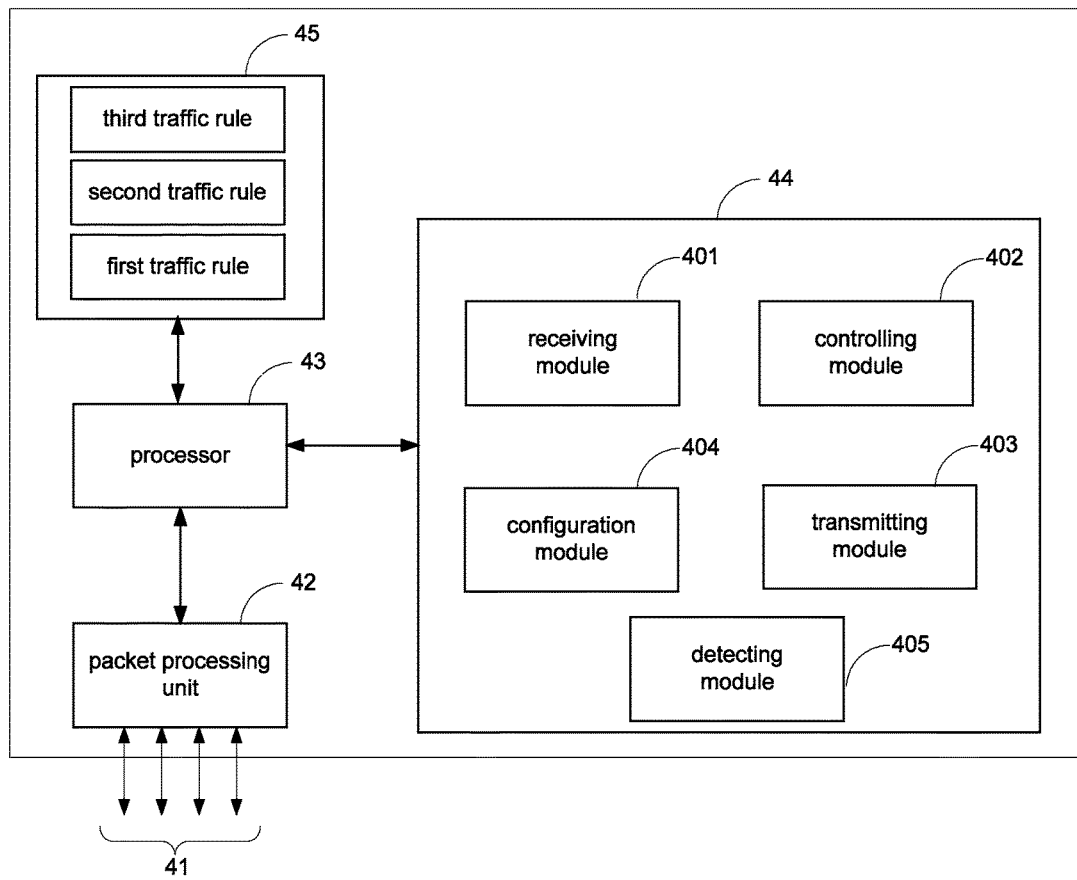 45
third traffic rule
second traffic rule
first traffic rule
44
401
receiving
module
402
controlling
module
43
processor
404
configuration
module
403
transmitting
module
42
packet processing
unit
detecting
module
405
41